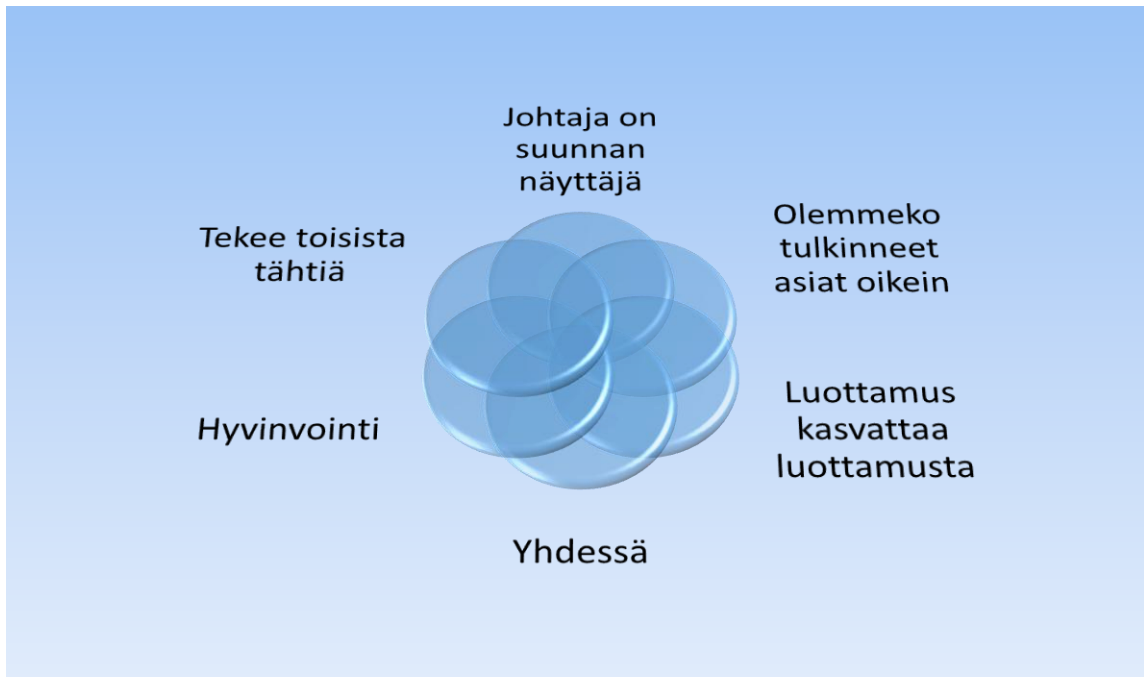 Johtaja on
suunnan
näyttäjä
Olemmeko
tulkinneet
asiat oikein
Luottamus
kasvattaa
luottamusta
Yhdessä
Hyvinvointi
Tekee toisista
tähtiä